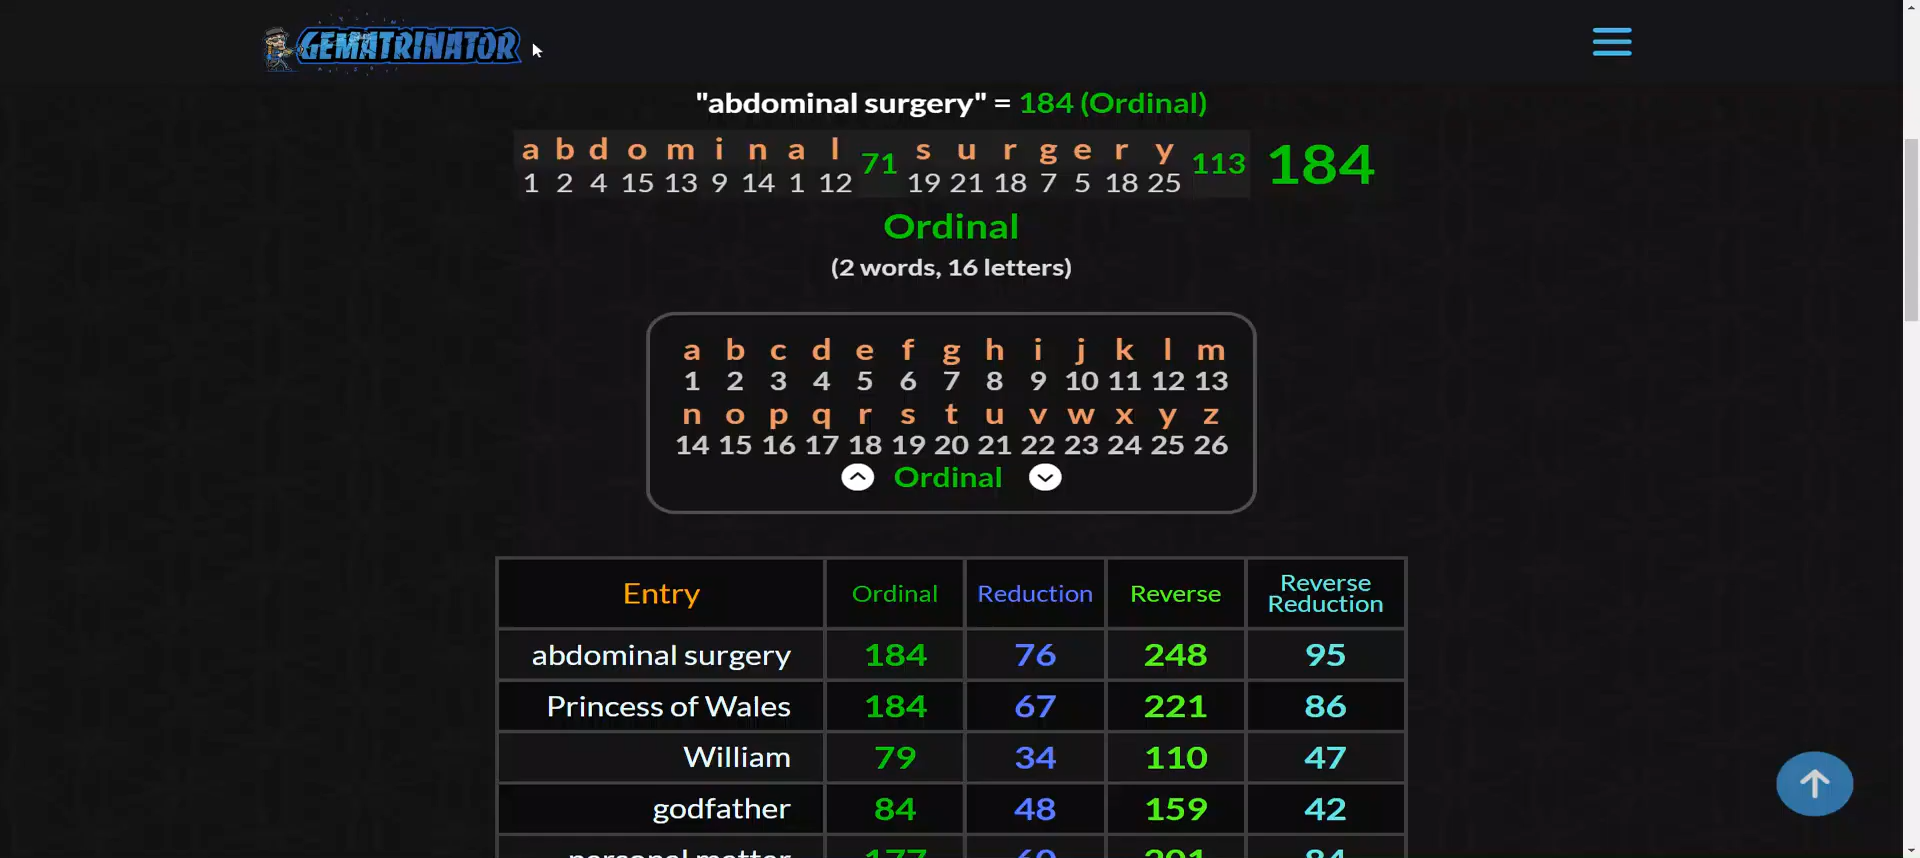 GEMATRINATOR
"abdominal surgery" = 184 (Ordinal)
a b d o m i n a l 71 s u r g e r y 113 184
1 2 4 15 13 9 14 1 12 19 21 18 7 5 18 25
Ordinal
(2 words, 16 letters)
a b c d e f g h i j k l m
1 2 3 4 5 6 7 8 9 10 11 12 13
n o p q r s t u v w x y z
14 15 16 17 18 19 20 21 22 23 24 25 26
Ordinal
Entry Ordinal Reduction Reverse Reverse Reduction
abdominal surgery 184 76 248 95
Princess of Wales 184 67 221 86
William 79 34 110 47
godfather 84 48 159 42
personal matter 177